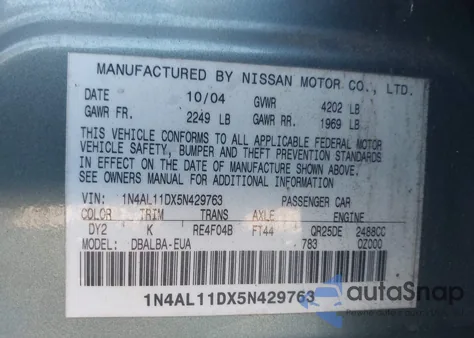 MANUFACTURED BY NISSAN MOTOR CO., LTD.
DATE 10/04 GVWR 4202 LB
GAWR FR. 2249 LB GAWR RR. 1969 LB
THIS VEHICLE CONFORMS TO ALL APPLICABLE FEDERAL MOTOR
VEHICLE SAFETY, BUMPER AND THEFT PREVENTION STANDARDS
IN EFFECT ON THE DATE OF MANUFACTURE SHOWN ABOVE.
SEE OWNERS MANUAL FOR ADDITIONAL INFORMATION
VIN: 1N4AL11DX5N429763 PASSENGER CAR
COLOR TRIM TRANS AXLE ENGINE
DY2 K RE4F04B FT44 QR25DE 2488CC
MODEL: DBALBA-EUA 783 0Z000
1N4AL11DX5N429763
autoSnap